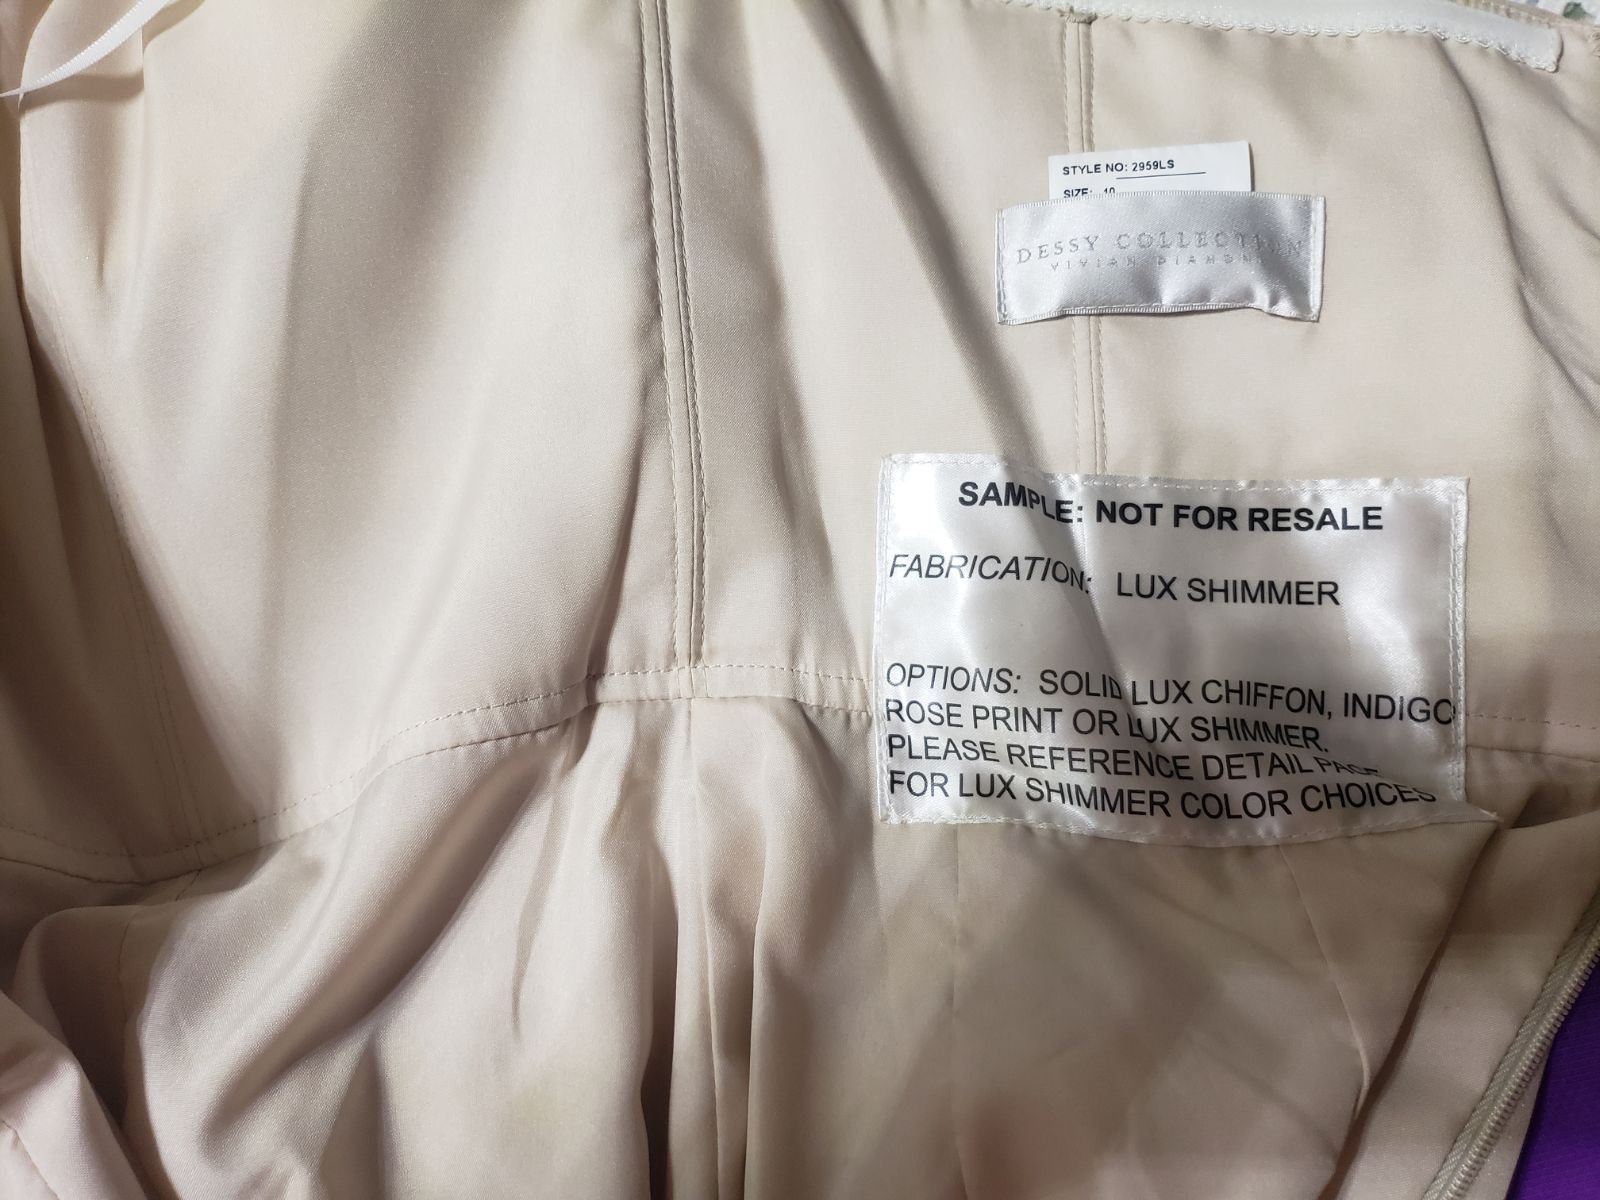 STYLE NO: 2959LS
SIZE: 10
DESSY COLLECTION
VIVIAN DIAMOND
SAMPLE: NOT FOR RESALE
FABRICATION: LUX SHIMMER
OPTIONS: SOLID LUX CHIFFON, INDIGO
ROSE PRINT OR LUX SHIMMER.
PLEASE REFERENCE DETAIL PAGE
FOR LUX SHIMMER COLOR CHOICES